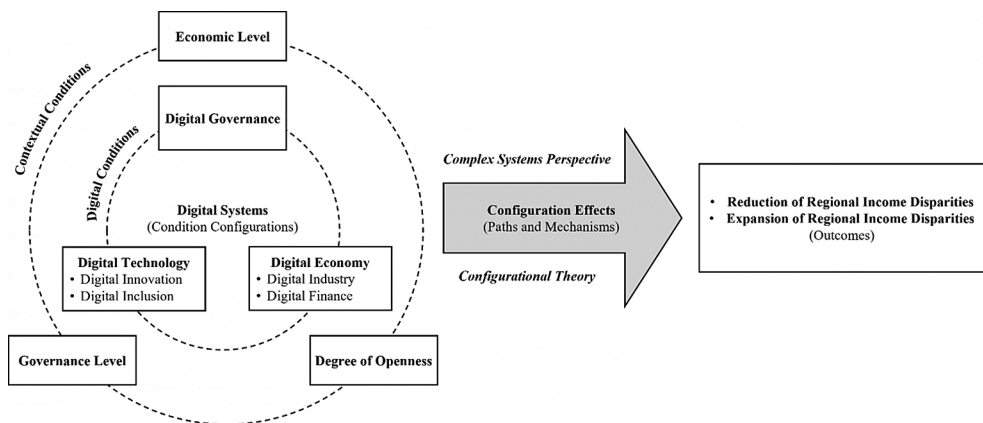 Economic Level
Contextual Conditions
Digital Governance
Digital Conditions
Digital Systems
(Condition Configurations)
Digital Technology
• Digital Innovation
• Digital Inclusion
Digital Economy
• Digital Industry
• Digital Finance
Governance Level
Degree of Openness
Complex Systems Perspective
Configuration Effects
(Paths and Mechanisms)
Configurational Theory
• Reduction of Regional Income Disparities
• Expansion of Regional Income Disparities
(Outcomes)